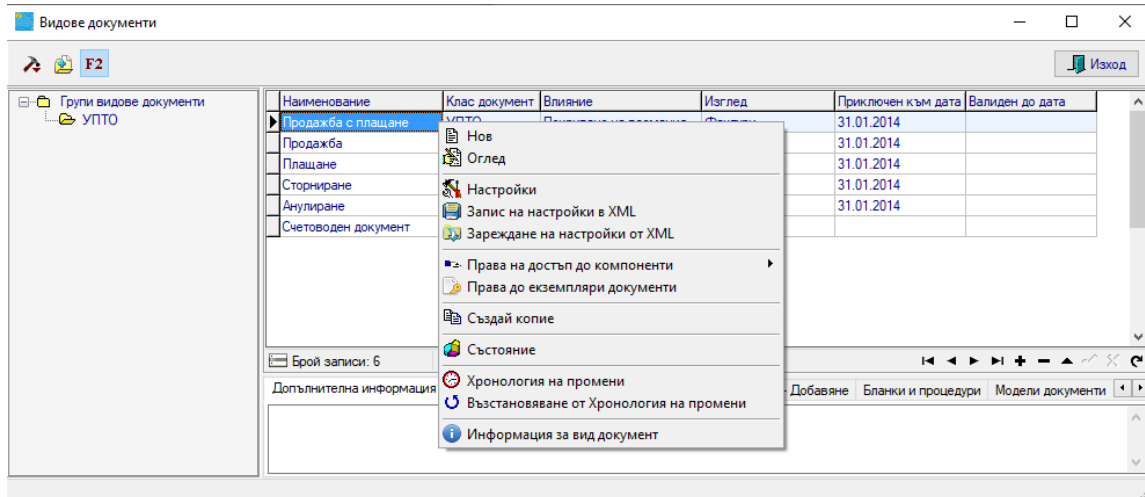 Видове документи
F2
Изход
Групи видове документи
УПТО
Наименование Клас документ Влияние Изглед Приключен към дата Валиден до дата
Продажба с плащане 31.01.2014
Продажба 31.01.2014
Плащане 31.01.2014
Сторниране 31.01.2014
Анулиране 31.01.2014
Счетоводен документ
Нов
Оглед
Настройки
Запис на настройки в XML
Зареждане на настройки от XML
Права на достъп до компоненти
Права до екземпляри документи
Създай копие
Състояние
Хронология на промени
Възстановяване от Хронология на промени
Информация за вид документ
Брой записи: 6
Допълнителна информация Добавяне Бланки и процедури Модели документи